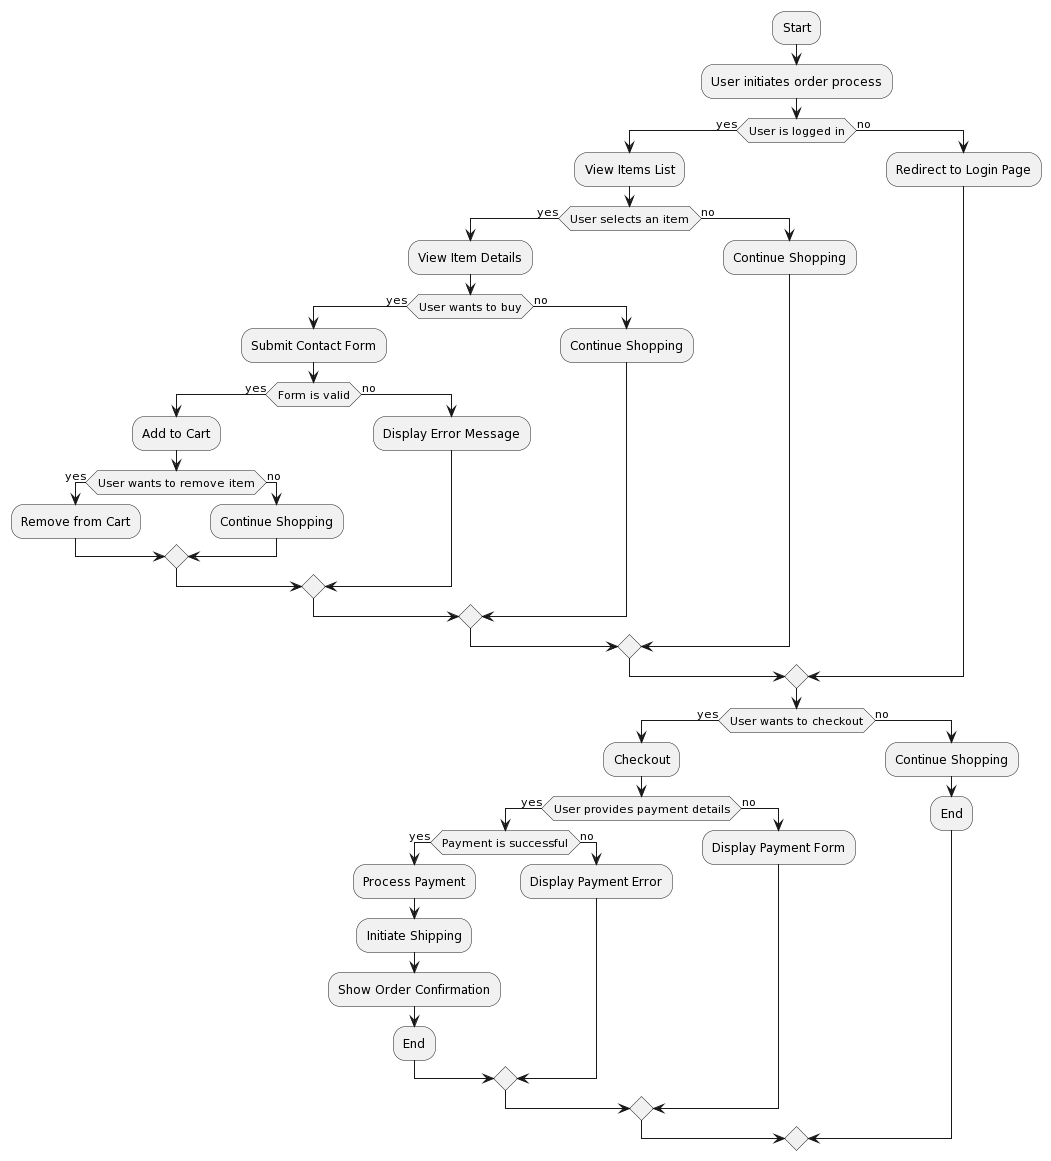 Start
User initiates order process
yes
User is logged in
no
View Items List
Redirect to Login Page
yes
User selects an item
no
View Item Details
Continue Shopping
yes
User wants to buy
no
Submit Contact Form
Continue Shopping
yes
Form is valid
no
Add to Cart
Display Error Message
yes
User wants to remove item
no
Remove from Cart
Continue Shopping
yes
User wants to checkout
no
Checkout
Continue Shopping
yes
User provides payment details
no
End
yes
Payment is successful
no
Display Payment Form
Process Payment
Display Payment Error
Initiate Shipping
Show Order Confirmation
End